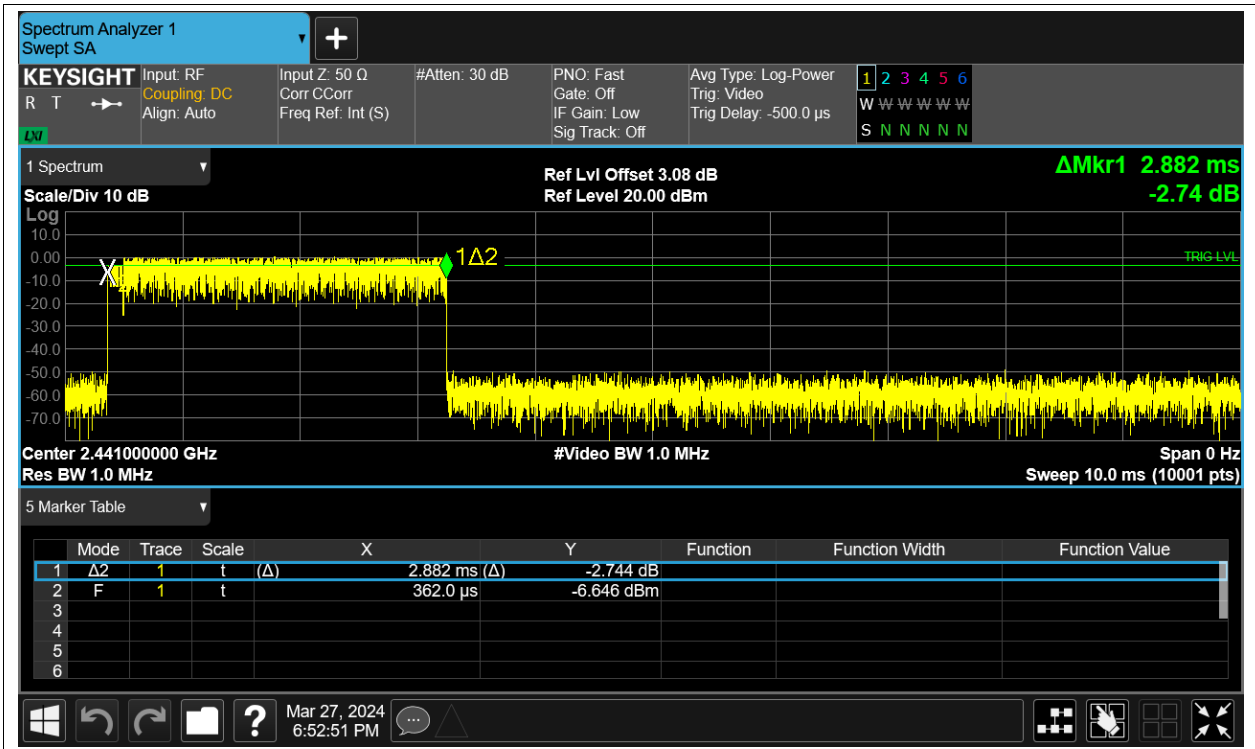 Spectrum Analyzer 1
Swept SA
KEYSIGHT
R T
LXI
Input: RF
Coupling: DC
Align: Auto
Input Z: 50 Ω
Corr CCorr
Freq Ref: Int (S)
#Atten: 30 dB
PNO: Fast
Gate: Off
IF Gain: Low
Sig Track: Off
Avg Type: Log-Power
Trig: Video
Trig Delay: -500.0 µs
1 2 3 4 5 6
W W W W W W
S N N N N N
1 Spectrum
Scale/Div 10 dB
Ref Lvl Offset 3.08 dB
Ref Level 20.00 dBm
ΔMkr1 2.882 ms
-2.74 dB
Log
10.0
0.00
-10.0
-20.0
-30.0
-40.0
-50.0
-60.0
-70.0
X2
1Δ2
TRIG LVL
Center 2.441000000 GHz
#Video BW 1.0 MHz
Span 0 Hz
Res BW 1.0 MHz
Sweep 10.0 ms (10001 pts)
5 Marker Table
Mode Trace Scale X Y Function Function Width Function Value
1 Δ2 1 t (Δ) 2.882 ms (Δ) -2.744 dB
2 F 1 t 362.0 µs -6.646 dBm
3
4
5
6
?
Mar 27, 2024
6:52:51 PM